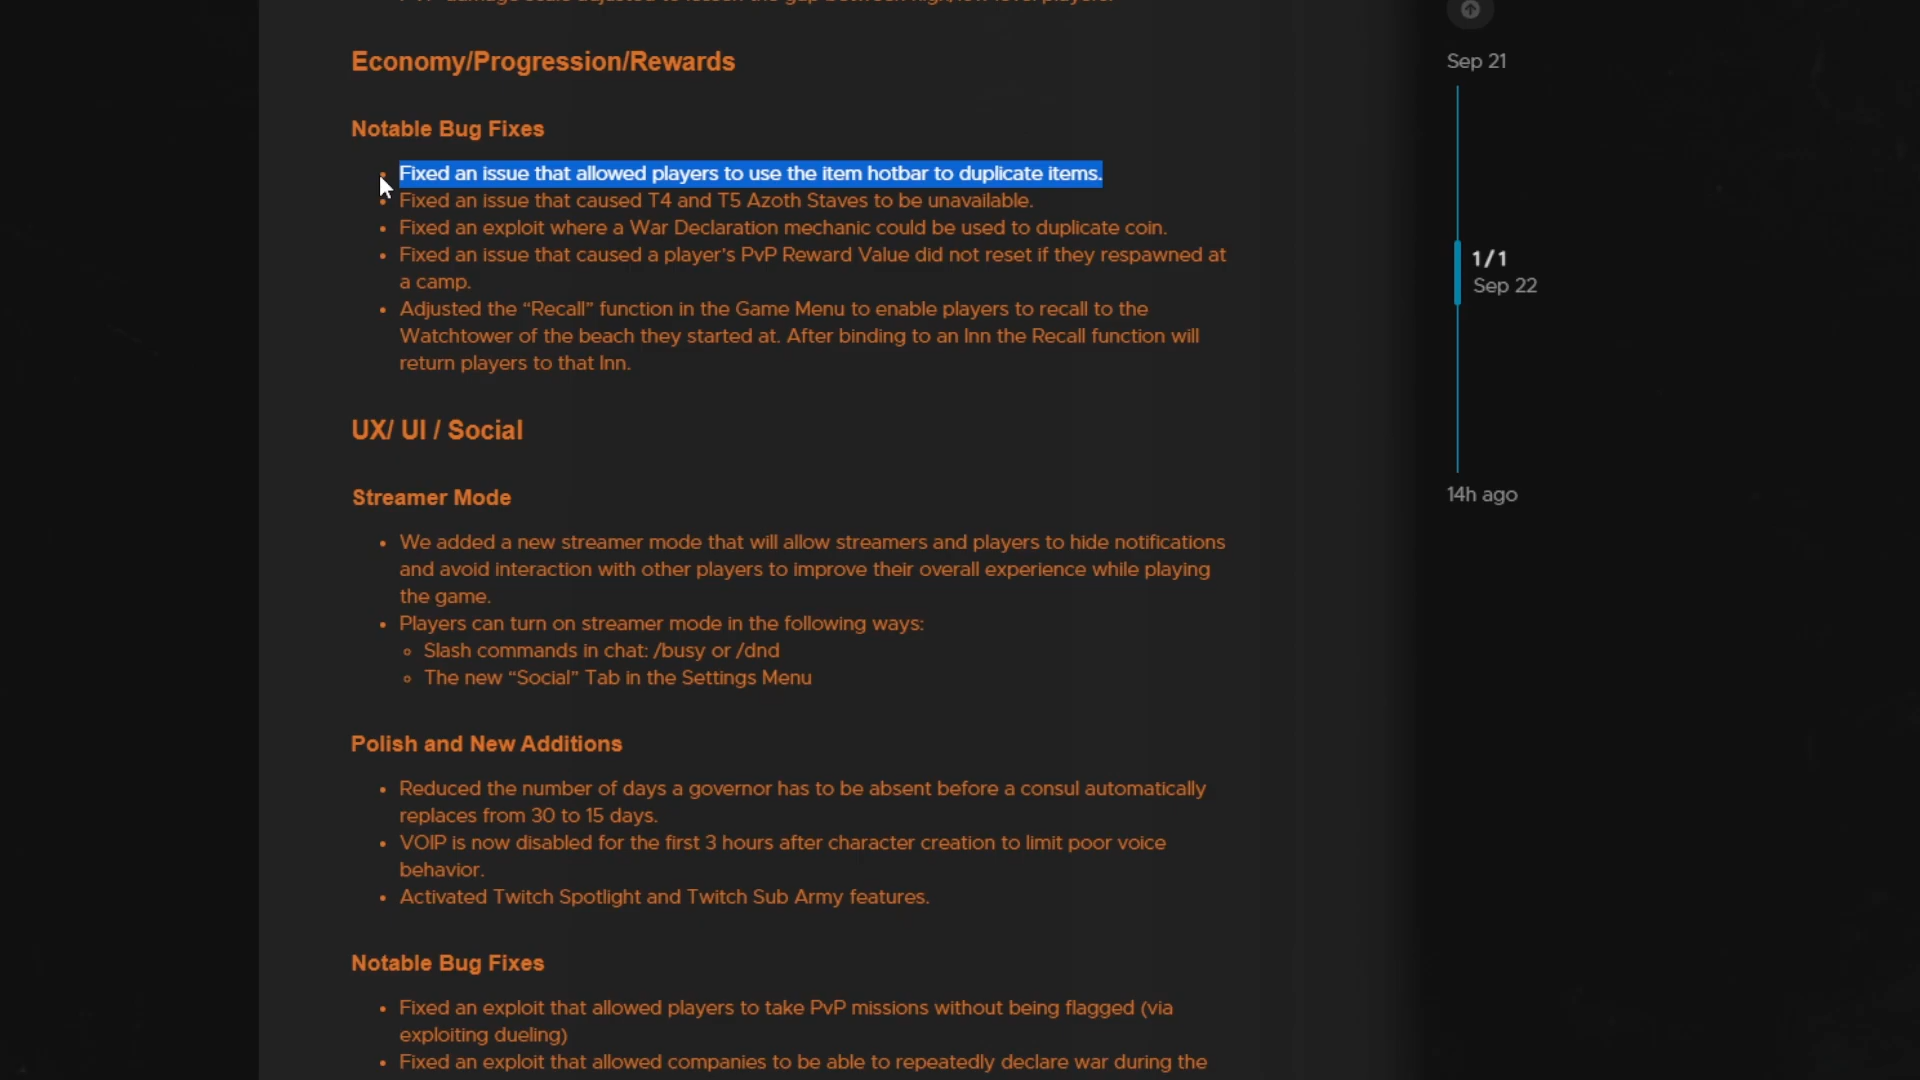 Economy/Progression/Rewards
Notable Bug Fixes
Fixed an issue that allowed players to use the item hotbar to duplicate items.
Fixed an issue that caused T4 and T5 Azoth Staves to be unavailable.
Fixed an exploit where a War Declaration mechanic could be used to duplicate coin.
Fixed an issue that caused a player’s PvP Reward Value did not reset if they respawned at
a camp.
Adjusted the “Recall” function in the Game Menu to enable players to recall to the
Watchtower of the beach they started at. After binding to an Inn the Recall function will
return players to that Inn.
UX/ UI / Social
Streamer Mode
We added a new streamer mode that will allow streamers and players to hide notifications
and avoid interaction with other players to improve their overall experience while playing
the game.
Players can turn on streamer mode in the following ways:
Slash commands in chat: /busy or /dnd
The new “Social” Tab in the Settings Menu
Polish and New Additions
Reduced the number of days a governor has to be absent before a consul automatically
replaces from 30 to 15 days.
VOIP is now disabled for the first 3 hours after character creation to limit poor voice
behavior.
Activated Twitch Spotlight and Twitch Sub Army features.
Notable Bug Fixes
Fixed an exploit that allowed players to take PvP missions without being flagged (via
exploiting dueling)
Fixed an exploit that allowed companies to be able to repeatedly declare war during the
Sep 21
1 / 1
Sep 22
14h ago